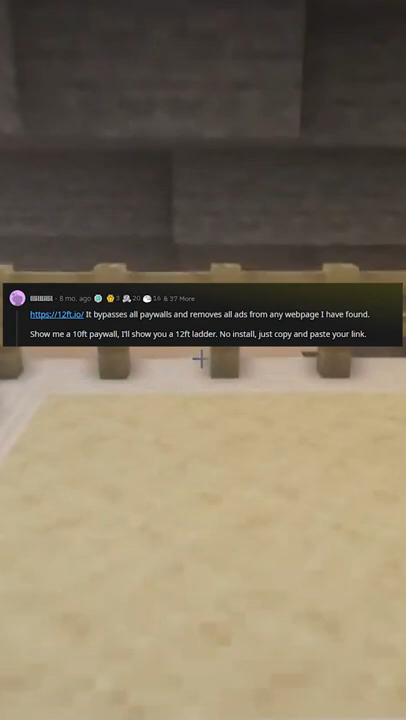 8 mo. ago 3 20 16 & 37 More
https://12ft.io/ It bypasses all paywalls and removes all ads from any webpage I have found.
Show me a 10ft paywall, I'll show you a 12ft ladder. No install, just copy and paste your link.